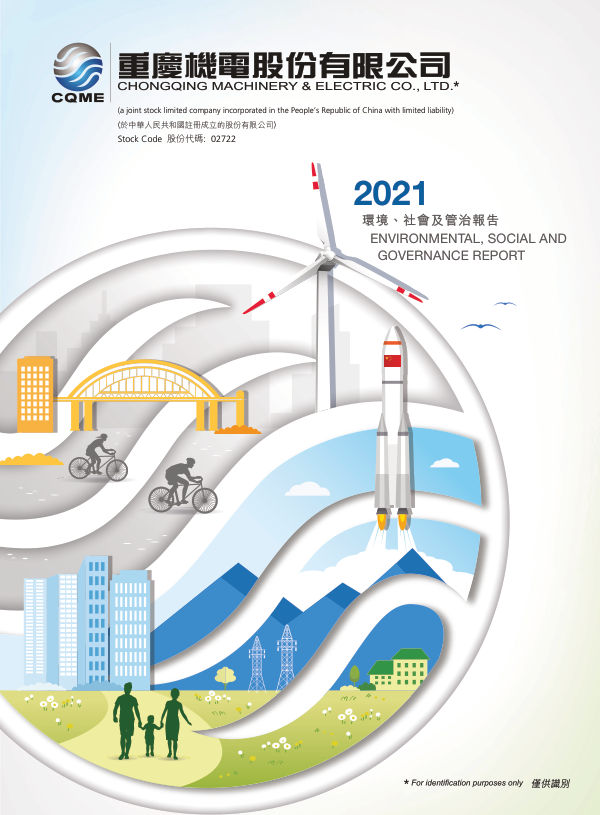 CQME
重慶機電股份有限公司
CHONGQING MACHINERY & ELECTRIC CO., LTD.*
(a joint stock limited company incorporated in the People's Republic of China with limited liability)
(於中華人民共和國註冊成立的股份有限公司)
Stock Code 股份代碼: 02722
2021
環境、社會及管治報告
ENVIRONMENTAL, SOCIAL AND
GOVERNANCE REPORT
* For identification purposes only 僅供識別